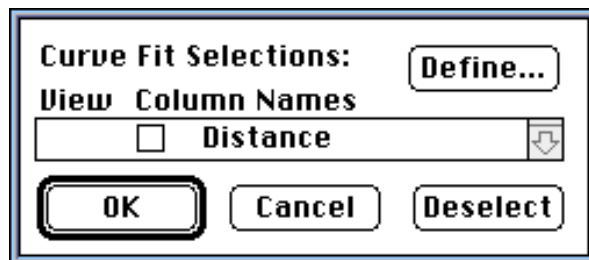 Curve Fit Selections:
Define...
View Column Names
Distance
OK Cancel Deselect